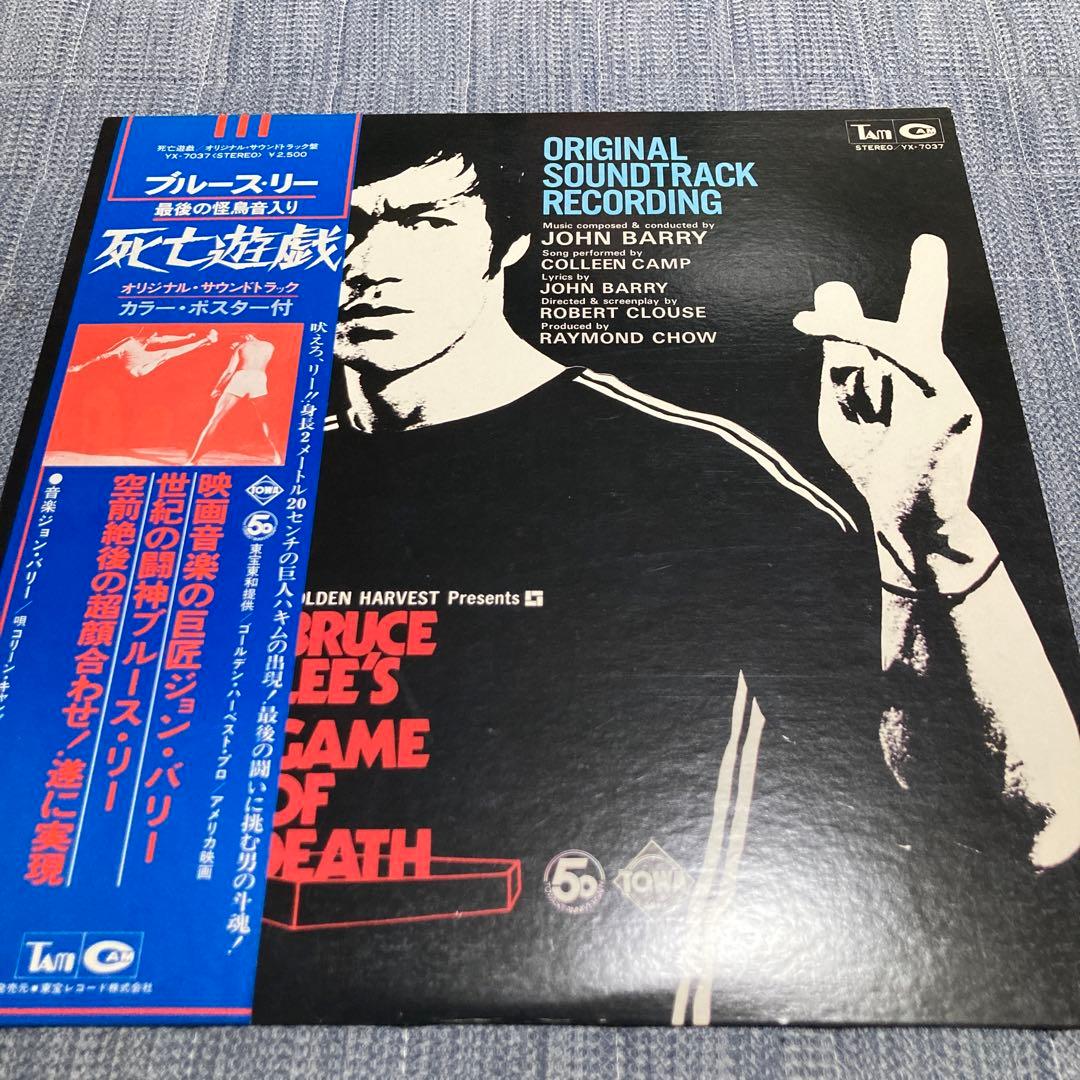 死亡遊戯/オリジナル・サウンドトラック盤
YX-7037<STEREO>￥2,500
ブルース・リー
最後の怪鳥音入り
死亡遊戯
オリジナル・サウンドトラック
カラー・ポスター付
吠えろ、リー!!身長2メートル20センチの巨人ハキムの出現!最後の闘いに挑む男の斗魂!
TOWA
50
東宝東和提供/ゴールデン・ハーベスト・プロ/アメリカ映画
映画音楽の巨匠ジョン・バリー
世紀の闘神ブルース・リー
空前絶後の超顔合わせ!遂に実現
●音楽ジョン・バリー/唄コリーン・キャン
TAM CAM
発売元●東宝レコード株式会社
TAM CAM
STEREO/YX-7037
ORIGINAL
SOUNDTRACK
RECORDING
Music composed & conducted by
JOHN BARRY
Song performed by
COLLEEN CAMP
Lyrics by
JOHN BARRY
Directed & screenplay by
ROBERT CLOUSE
Produced by
RAYMOND CHOW
OLDEN HARVEST Presents
BRUCE
LEE'S
GAME
OF
DEATH
50
TOWA